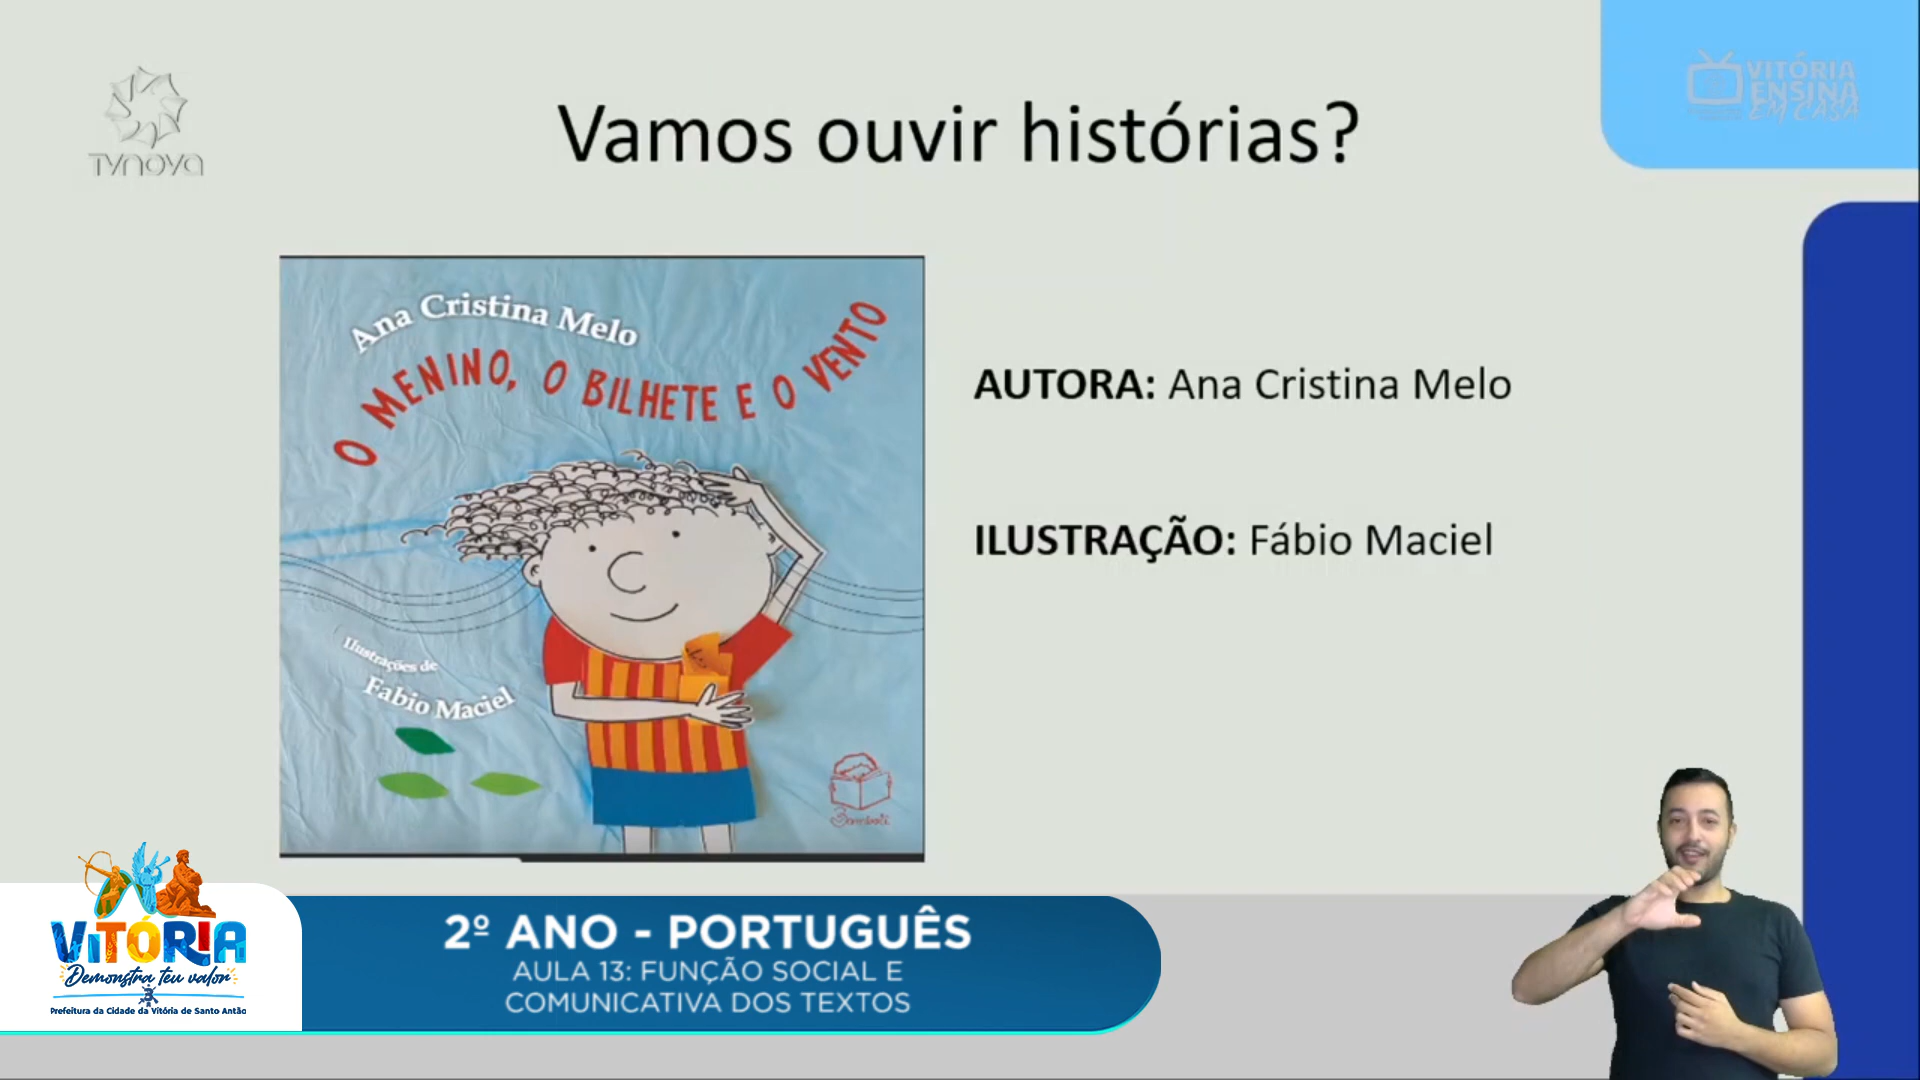 TVNOVA
VITÓRIA
ENSINA
EM CASA
Vamos ouvir histórias?
Ana Cristina Melo
O MENINO, O BILHETE E O VENTO
Ilustrações de
Fabio Maciel
Bambolê
AUTORA: Ana Cristina Melo
ILUSTRAÇÃO: Fábio Maciel
VITÓRIA
Demonstra teu valor
Prefeitura da Cidade da Vitória de Santo Antão
2º ANO - PORTUGUÊS
AULA 13: FUNÇÃO SOCIAL E
COMUNICATIVA DOS TEXTOS